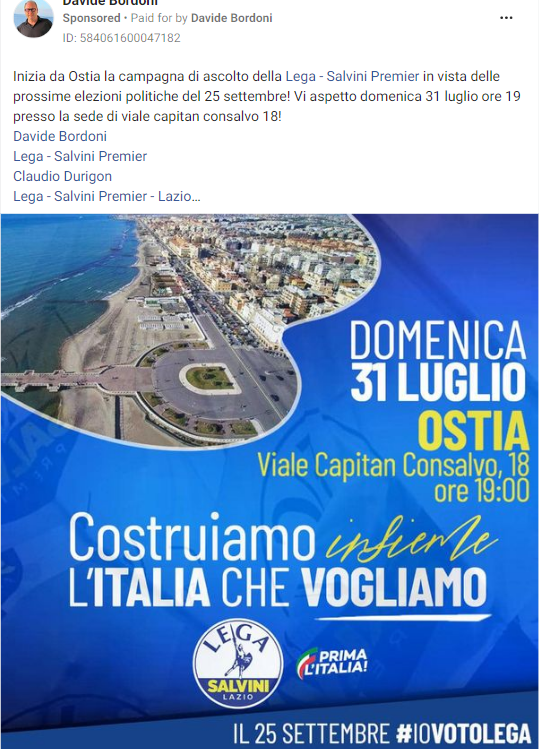 Davide Bordoni
Sponsored • Paid for by Davide Bordoni
ID: 584061600047182
Inizia da Ostia la campagna di ascolto della Lega - Salvini Premier in vista delle
prossime elezioni politiche del 25 settembre! Vi aspetto domenica 31 luglio ore 19
presso la sede di viale capitan consalvo 18!
Davide Bordoni
Lega - Salvini Premier
Claudio Durigon
Lega - Salvini Premier - Lazio...
DOMENICA
31 LUGLIO
OSTIA
Viale Capitan Consalvo, 18
ore 19:00
Costruiamo insieme
L'ITALIA CHE VOGLIAMO
LEGA
SALVINI
LAZIO
PRIMA
L'ITALIA!
IL 25 SETTEMBRE #IOVOTOLEGA